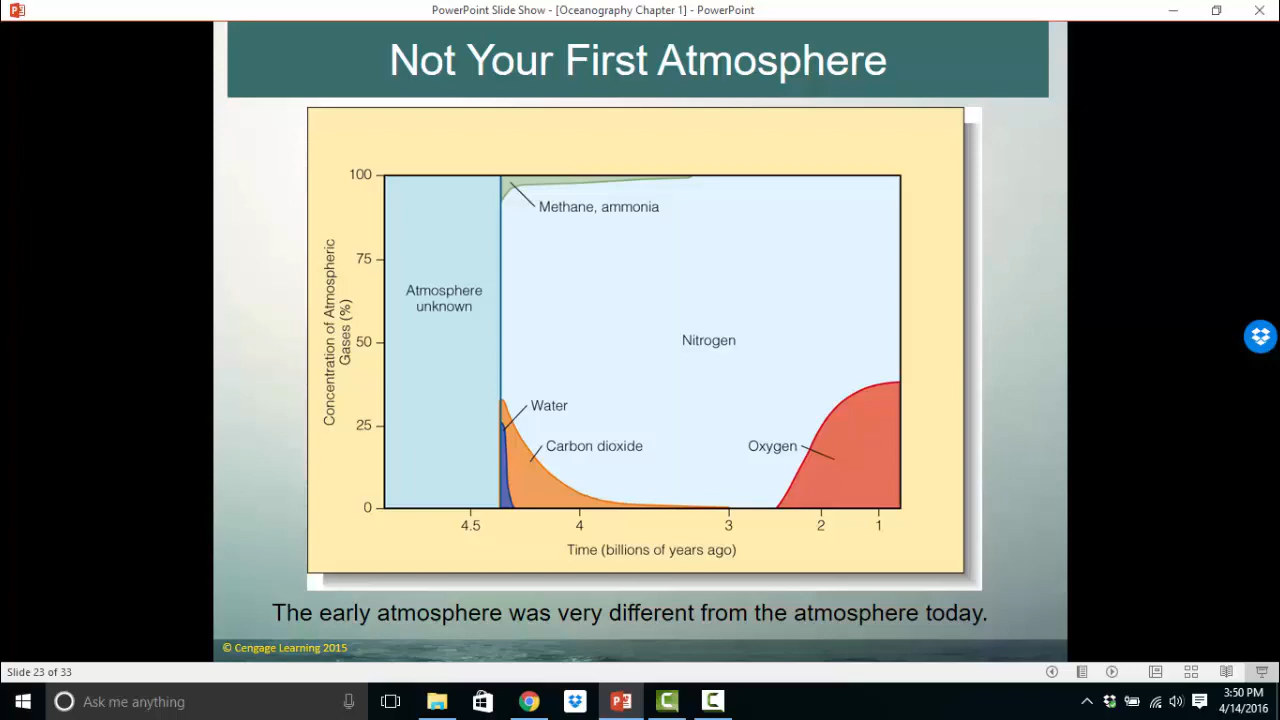 PowerPoint Slide Show - [Oceanography Chapter 1] - PowerPoint
Not Your First Atmosphere
Concentration of Atmospheric
Gases (%)
100
75
50
25
0
Atmosphere
unknown
Methane, ammonia
Nitrogen
Water
Carbon dioxide
Oxygen
4.5 4 3 2 1
Time (billions of years ago)
The early atmosphere was very different from the atmosphere today.
© Cengage Learning 2015
Slide 23 of 33
Ask me anything
3:50 PM
4/14/2016